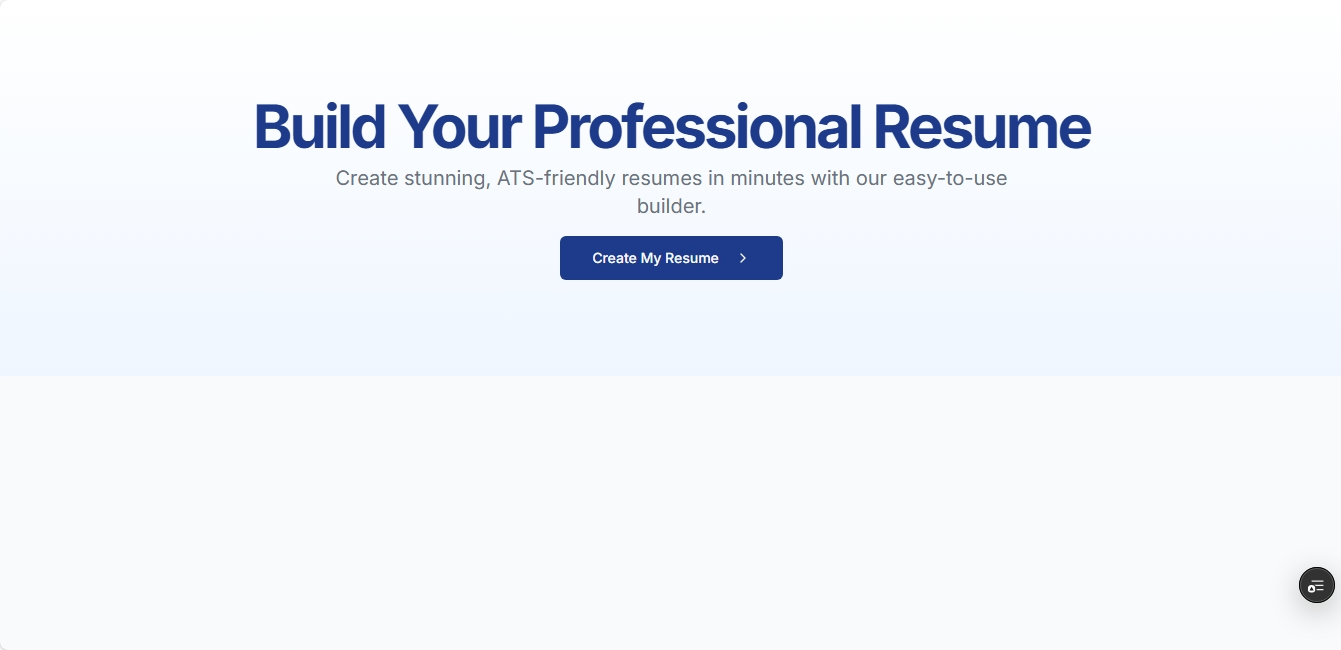 Build Your Professional Resume
Create stunning, ATS-friendly resumes in minutes with our easy-to-use
builder.
Create My Resume